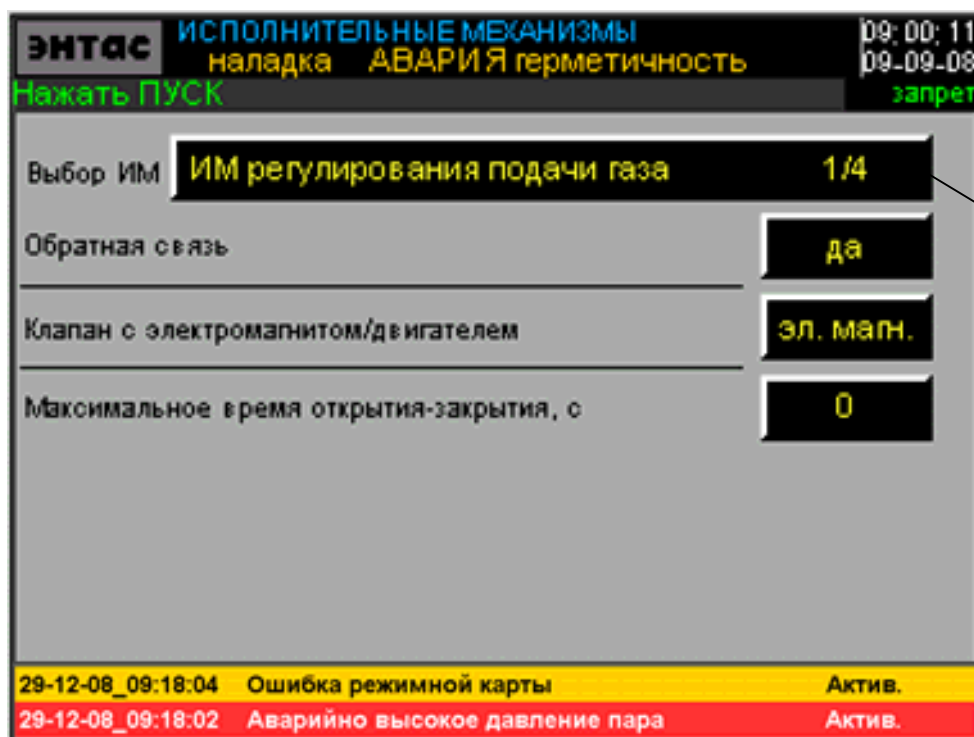 энтас ИСПОЛНИТЕЛЬНЫЕ МЕХАНИЗМЫ 09:00:11
наладка АВАРИЯ герметичность 09-09-08
Нажать ПУСК запрет
Выбор ИМ ИМ регулирования подачи газа 1/4
Обратная связь да
Клапан с электромагнитом/двигателем эл. магн.
Максимальное время открытия-закрытия, с 0
29-12-08_09:18:04 Ошибка режимной карты Актив.
29-12-08_09:18:02 Аварийно высокое давление пара Актив.